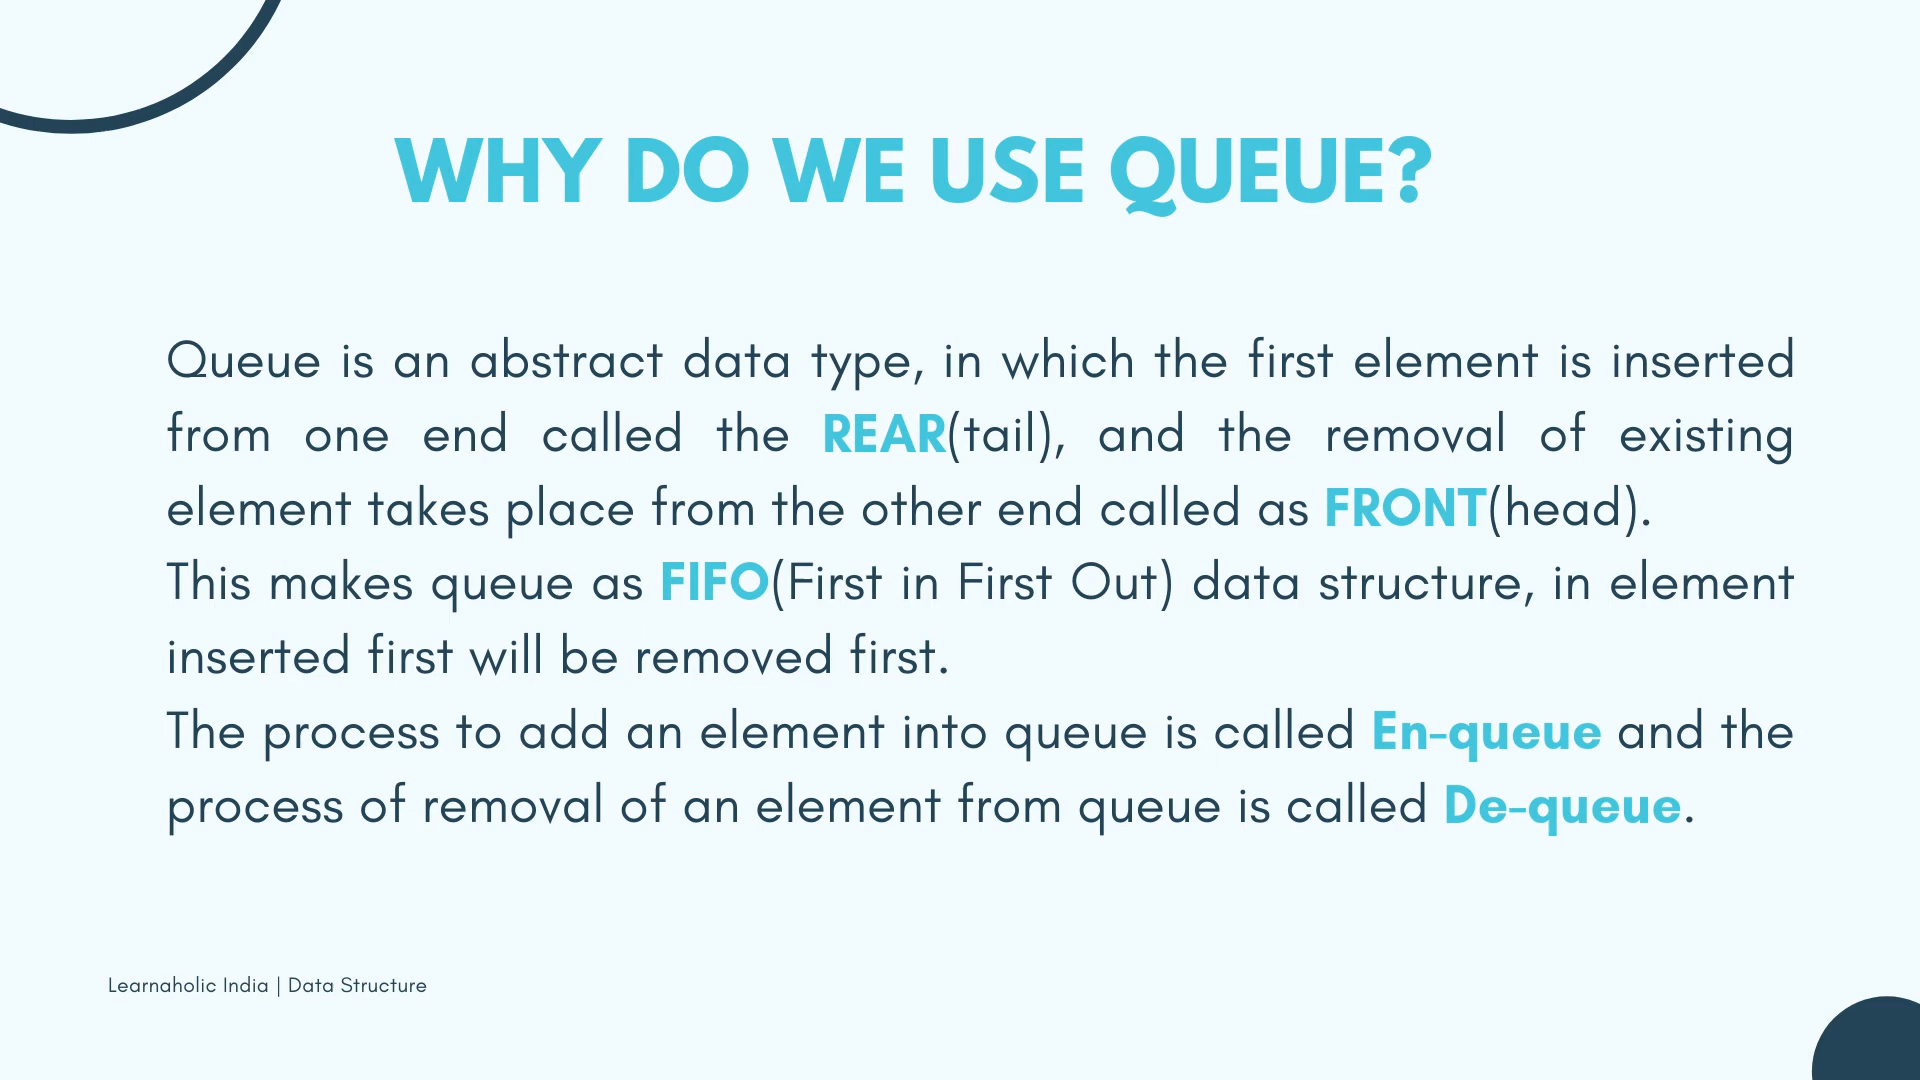 WHY DO WE USE QUEUE?
Queue is an abstract data type, in which the first element is inserted
from one end called the REAR(tail), and the removal of existing
element takes place from the other end called as FRONT(head).
This makes queue as FIFO(First in First Out) data structure, in element
inserted first will be removed first.
The process to add an element into queue is called En-queue and the
process of removal of an element from queue is called De-queue.
Learnaholic India | Data Structure